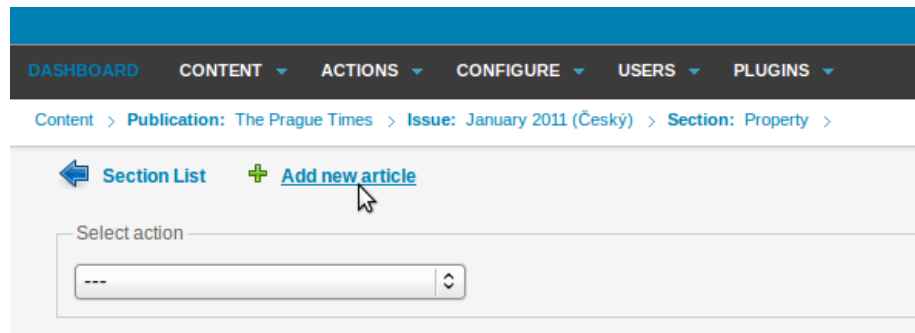 DASHBOARD CONTENT ACTIONS CONFIGURE USERS PLUGINS
Content > Publication: The Prague Times > Issue: January 2011 (Český) > Section: Property >
Section List Add new article
Select action
---